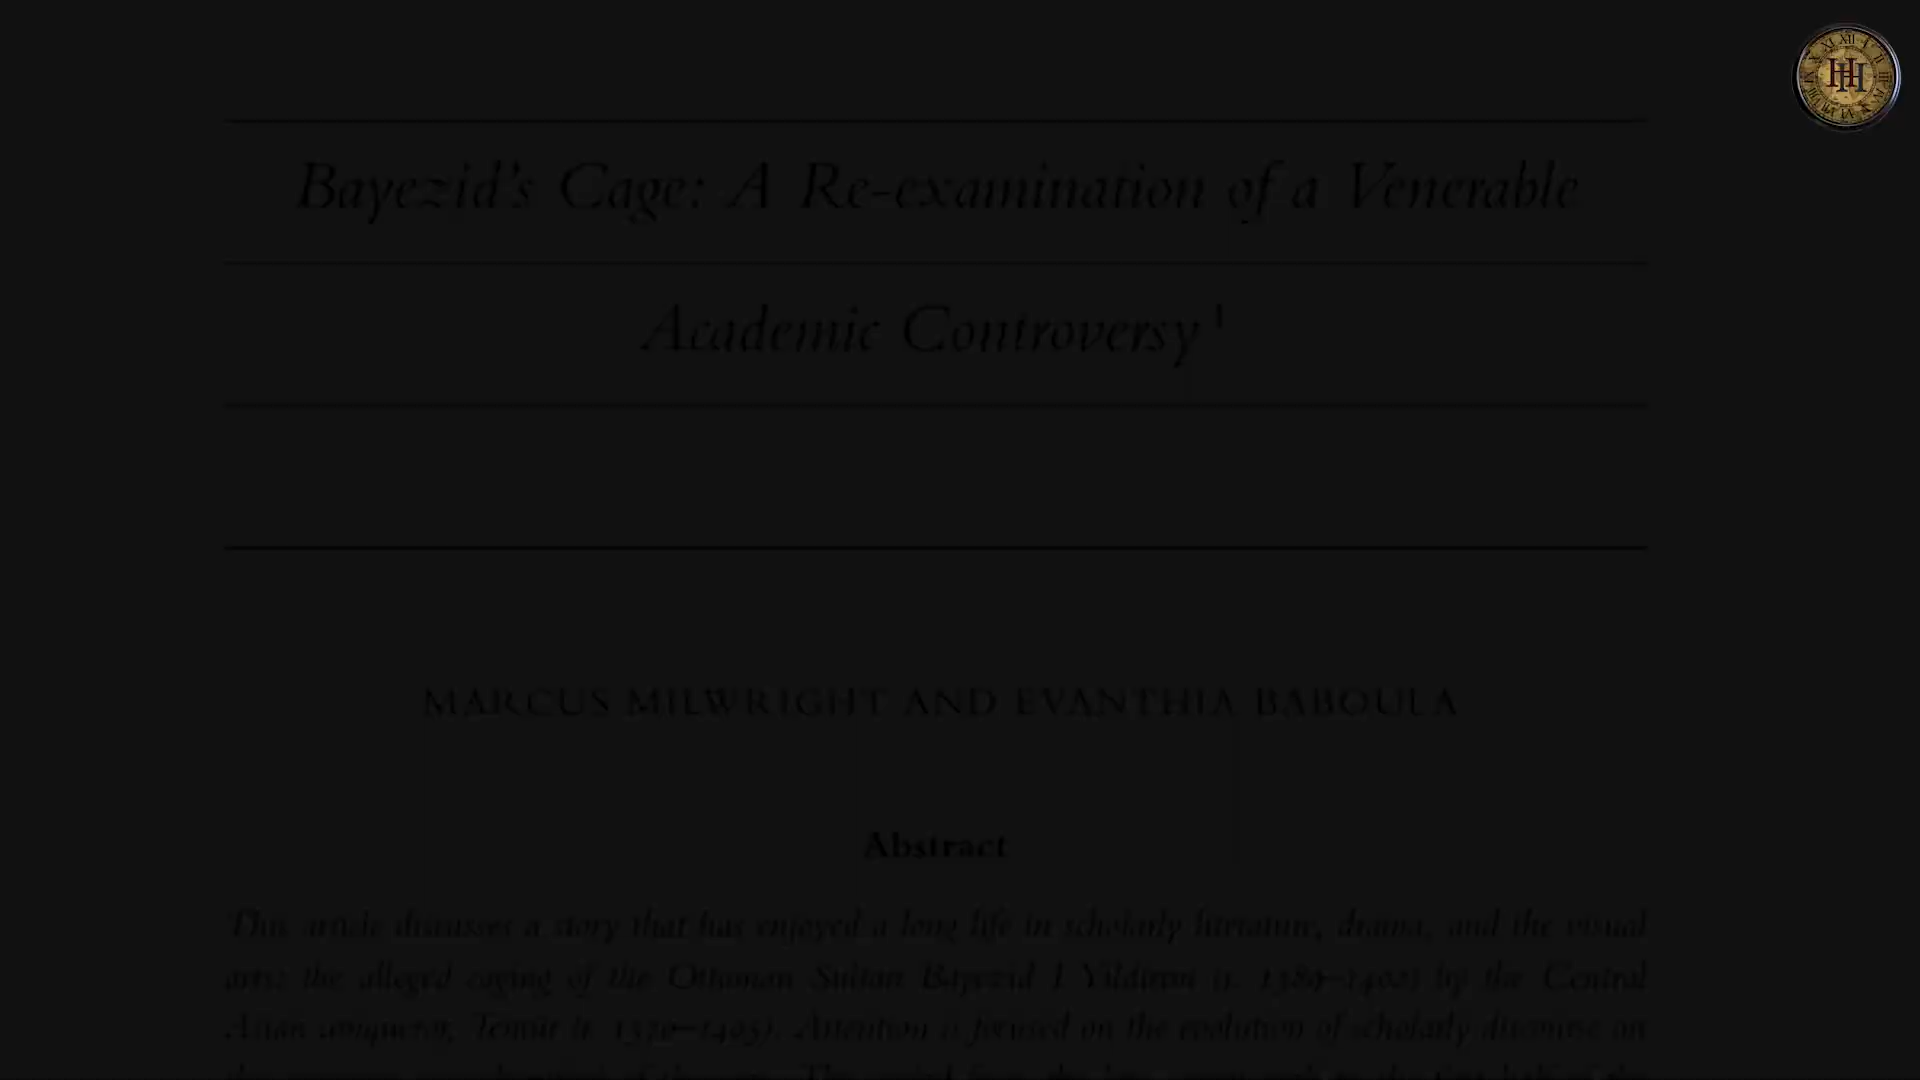 Bayezid's Cage: A Re-examination of a Venerable
Academic Controversy 1
MARCUS MILWRIGHT AND EVANTHIA BABOULA
Abstract
This article discusses a story that has enjoyed a long life in scholarly literature, drama, and the visual
arts: the alleged caging of the Ottoman Sultan Bayezid I Yıldırım (r. 1389–1402) by the Central
Asian conqueror, Temür (r. 1370–1405). Attention is focused on the evolution of scholarly discourse on